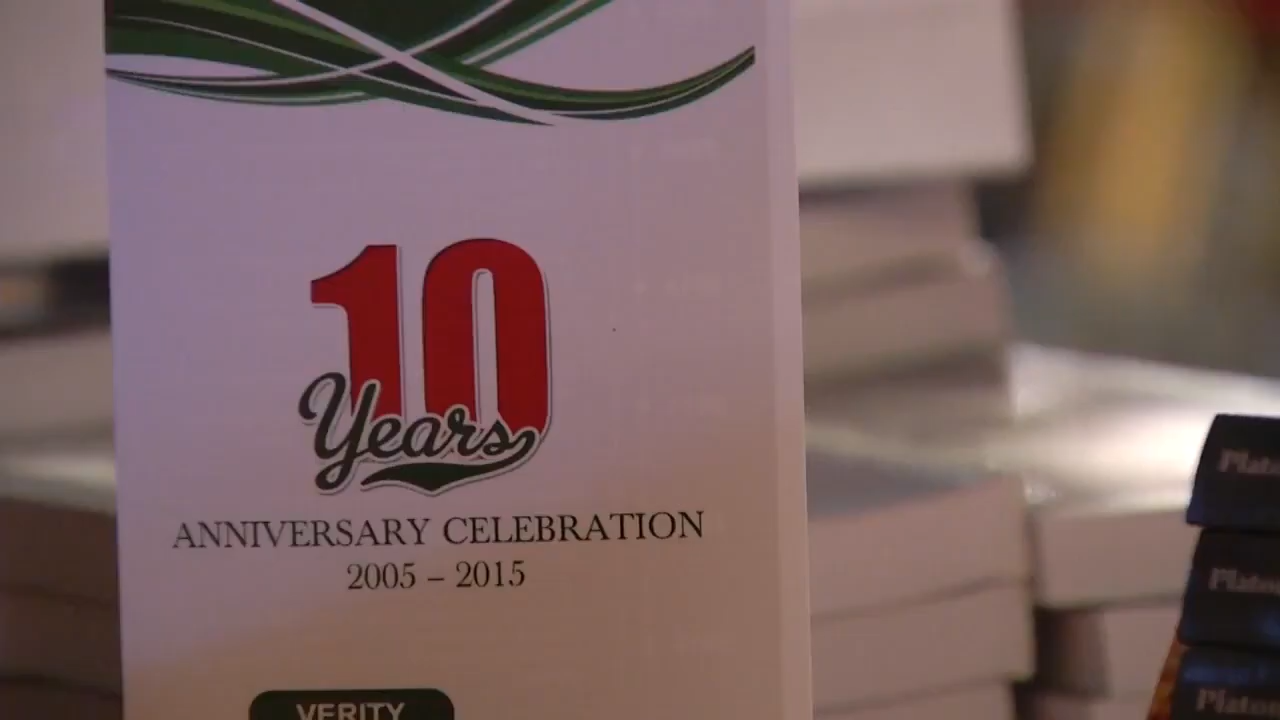 10
Years
ANNIVERSARY CELEBRATION
2005 – 2015
VERITY